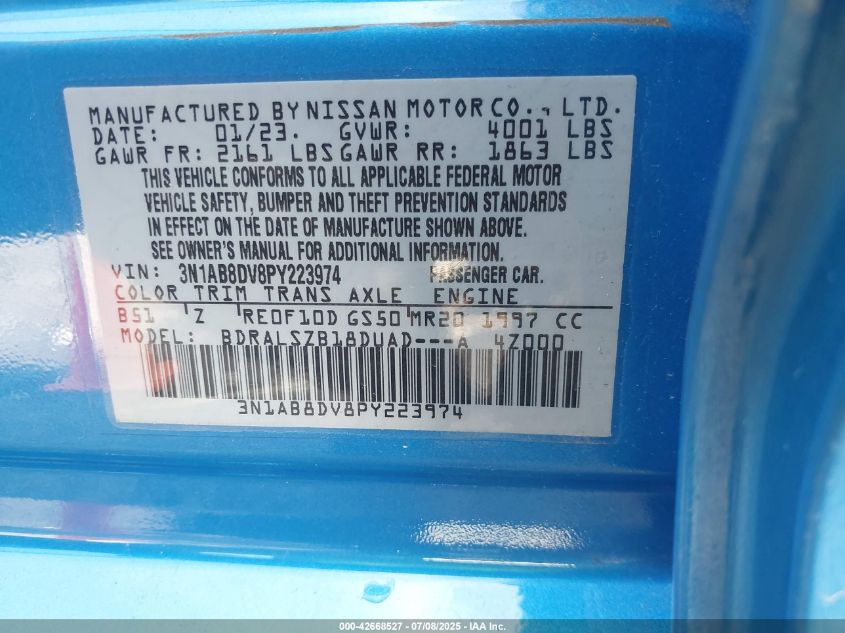 MANUFACTURED BY NISSAN MOTOR CO., LTD.
DATE: 01/23. GVWR: 4001 LBS
GAWR FR: 2161 LBS GAWR RR: 1863 LBS
THIS VEHICLE CONFORMS TO ALL APPLICABLE FEDERAL MOTOR
VEHICLE SAFETY, BUMPER AND THEFT PREVENTION STANDARDS
IN EFFECT ON THE DATE OF MANUFACTURE SHOWN ABOVE.
SEE OWNER'S MANUAL FOR ADDITIONAL INFORMATION.
VIN: 3N1AB8DV8PY223974 PASSENGER CAR.
COLOR TRIM TRANS AXLE ENGINE
B51 Z RE0F10D GS50 MR20 1997 CC
MODEL: BDRALSZB18DUAD---A 4Z000
3N1AB8DV8PY223974
000-42668527 - 07/08/2025 - IAA Inc.